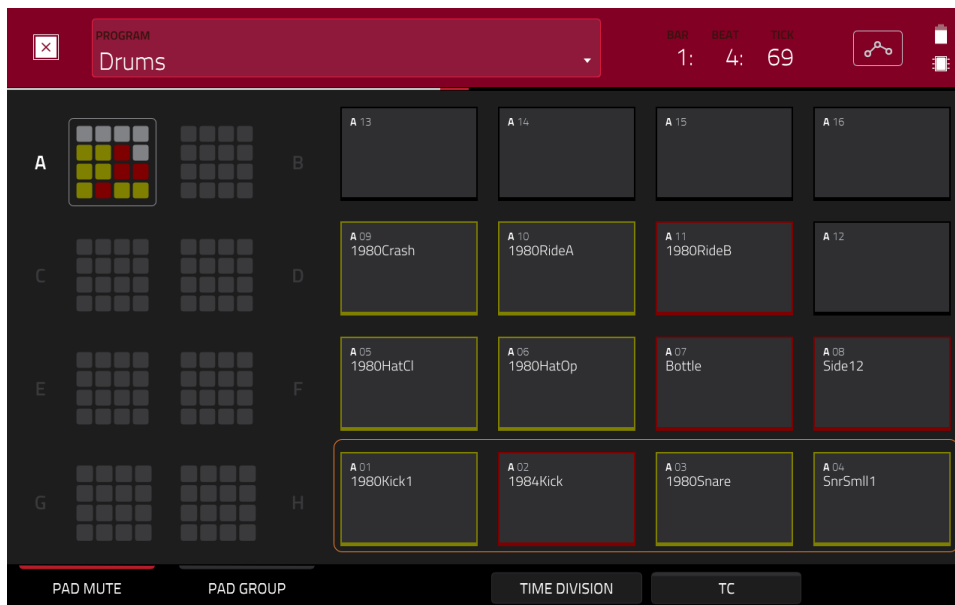 PROGRAM
Drums
BAR BEAT TICK
1: 4: 69
A 13
A 14
A 15
A 16
A
B
A 09
1980Crash
A 10
1980RideA
A 11
1980RideB
A 12
C
D
A 05
1980HatCl
A 06
1980HatOp
A 07
Bottle
A 08
Side12
E
F
A 01
1980Kick1
A 02
1984Kick
A 03
1980Snare
A 04
SnrSmll1
G
H
PAD MUTE
PAD GROUP
TIME DIVISION
TC